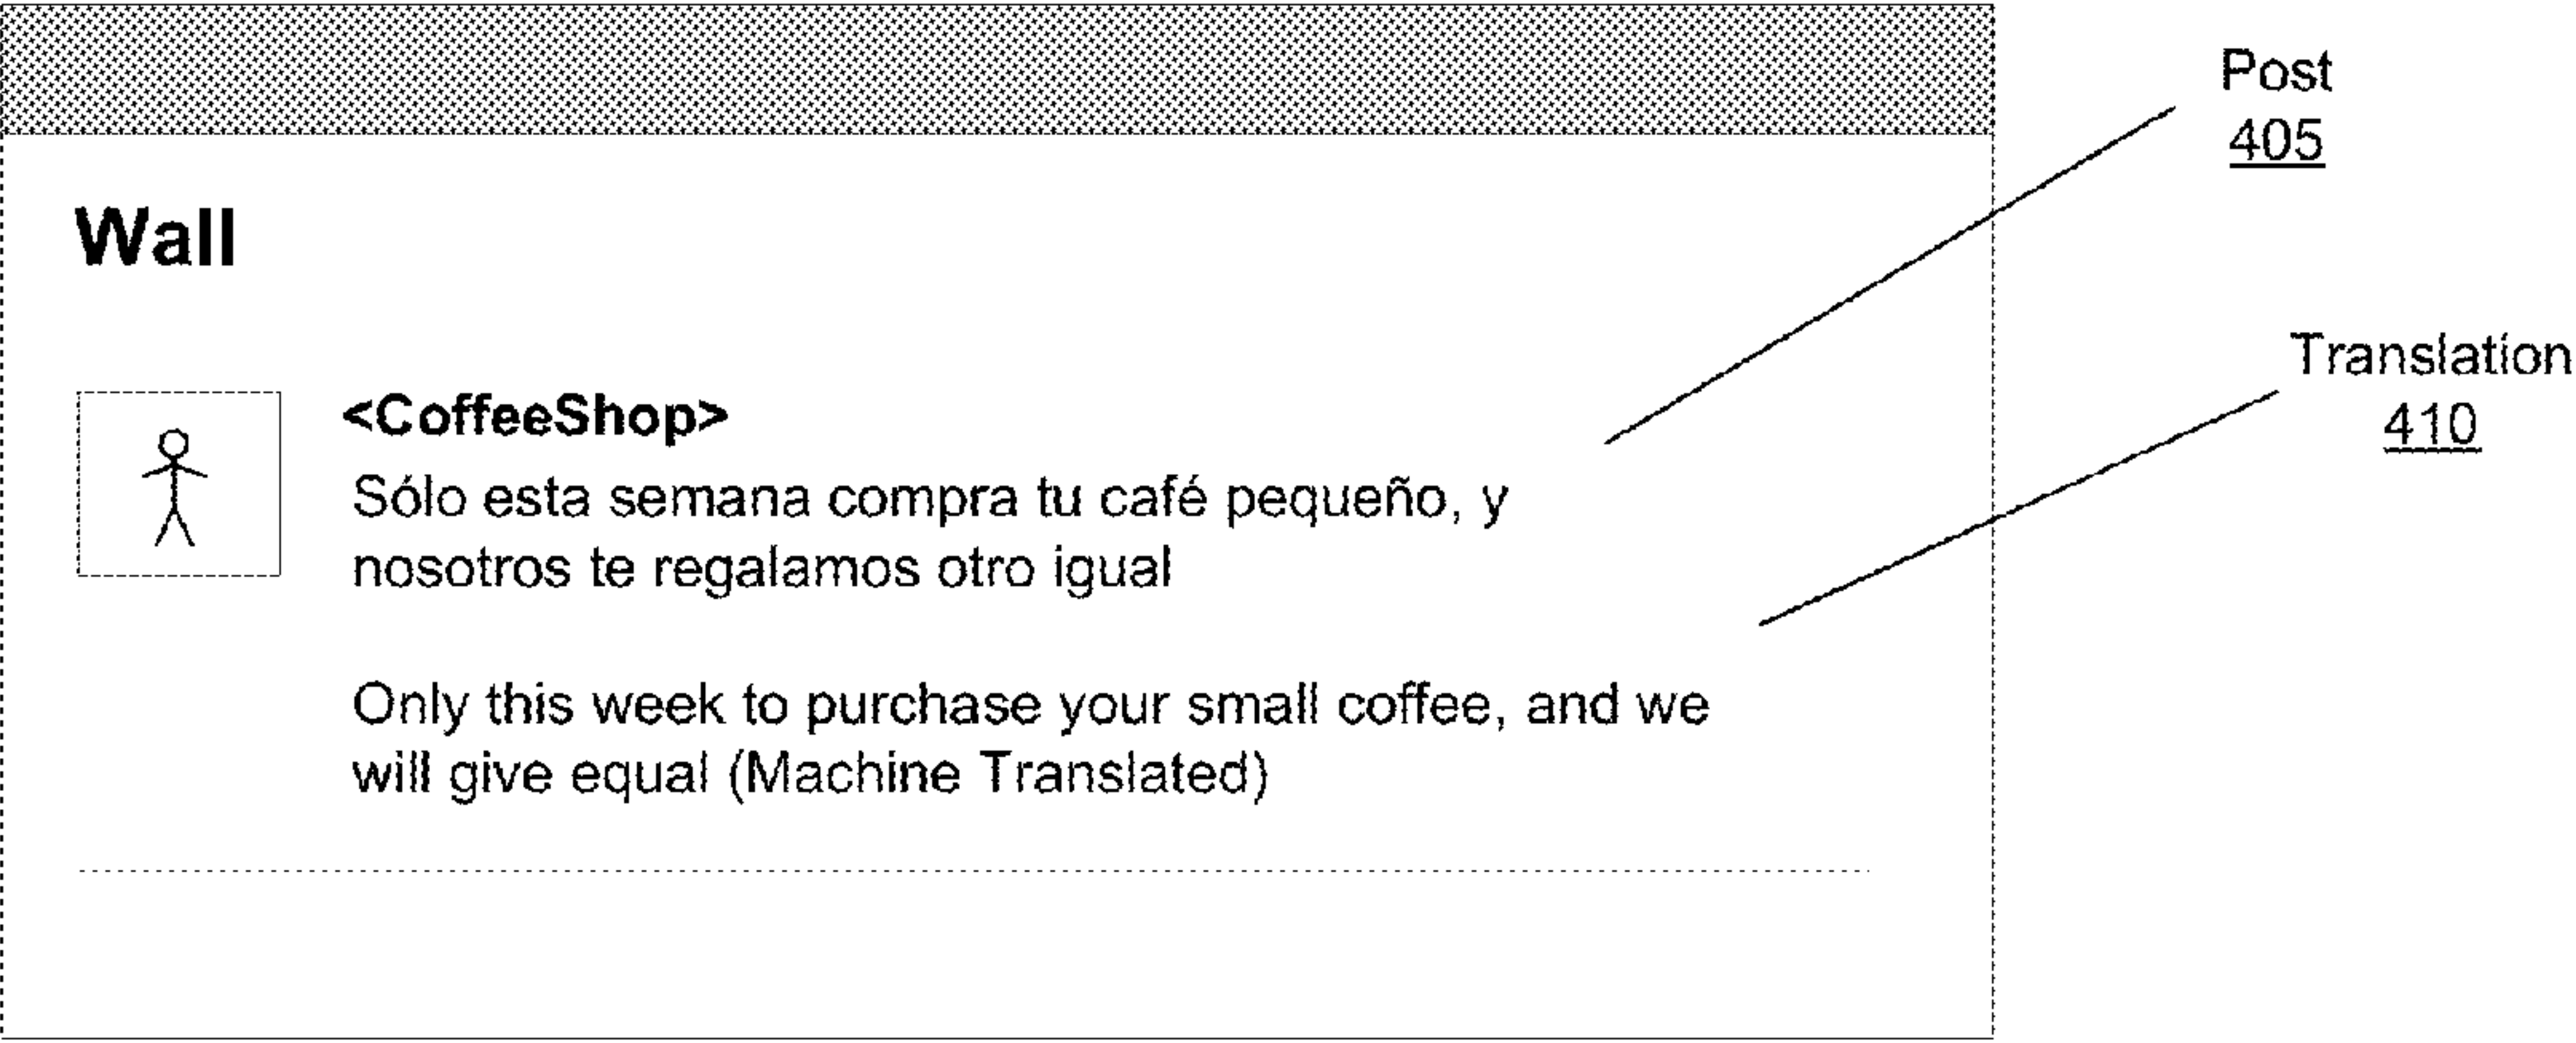 Post
405
Wall
Translation
410
<CoffeeShop>
Sólo esta semana compra tu café pequeño, y
nosotros te regalamos otro igual
Only this week to purchase your small coffee, and we
will give equal (Machine Translated)